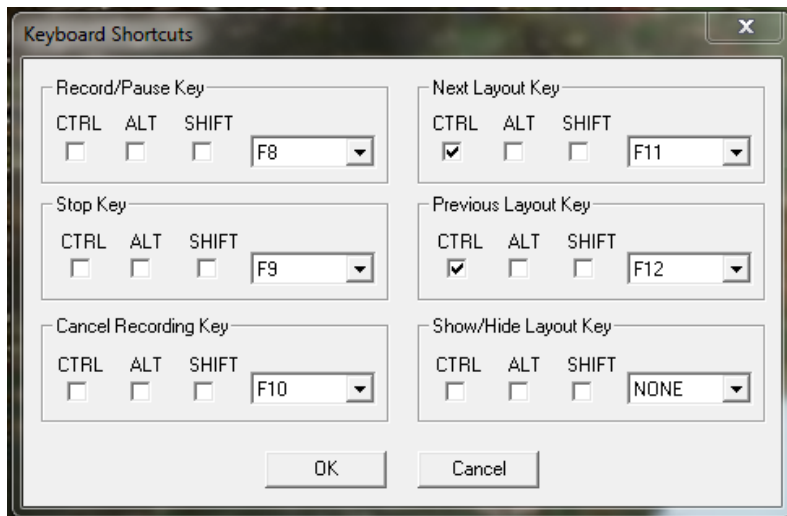 Keyboard Shortcuts
X
Record/Pause Key
CTRL ALT SHIFT
F8
Next Layout Key
CTRL ALT SHIFT
F11
Stop Key
CTRL ALT SHIFT
F9
Previous Layout Key
CTRL ALT SHIFT
F12
Cancel Recording Key
CTRL ALT SHIFT
F10
Show/Hide Layout Key
CTRL ALT SHIFT
NONE
OK
Cancel